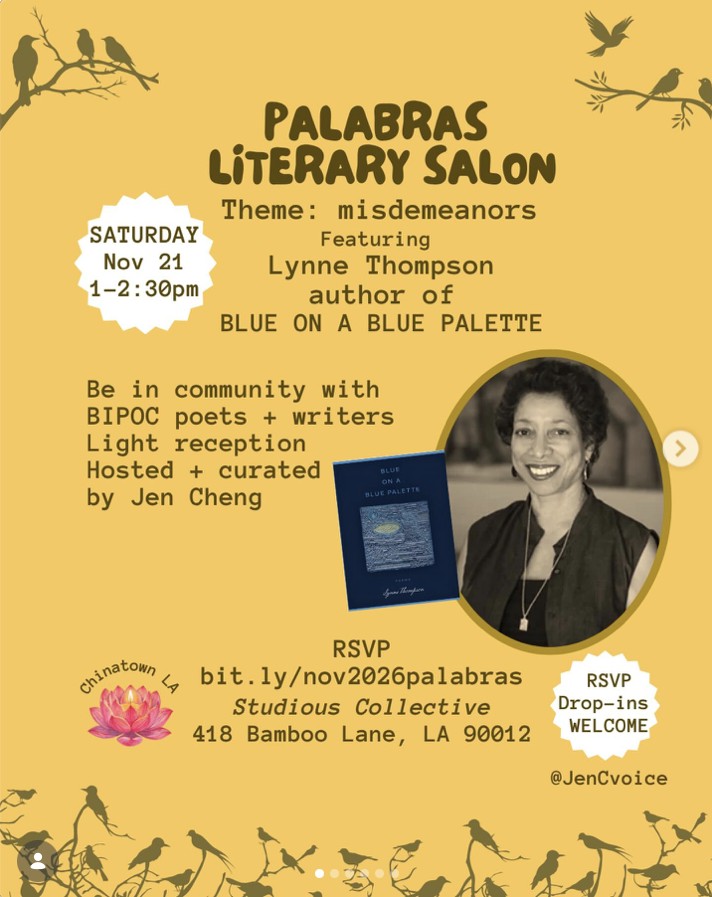 PALABRAS
LiTERARY SALON
Theme: misdemeanors
Featuring
Lynne Thompson
author of
BLUE ON A BLUE PALETTE
SATURDAY
Nov 21
1-2:30pm
Be in community with
BIPOC poets + writers
Light reception
Hosted + curated
by Jen Cheng
BLUE
ON A
BLUE PALETTE
POEMS
Lynne Thompson
RSVP
bit.ly/nov2026palabras
Studious Collective
418 Bamboo Lane, LA 90012
Chinatown LA
RSVP
Drop-ins
WELCOME
@JenCvoice